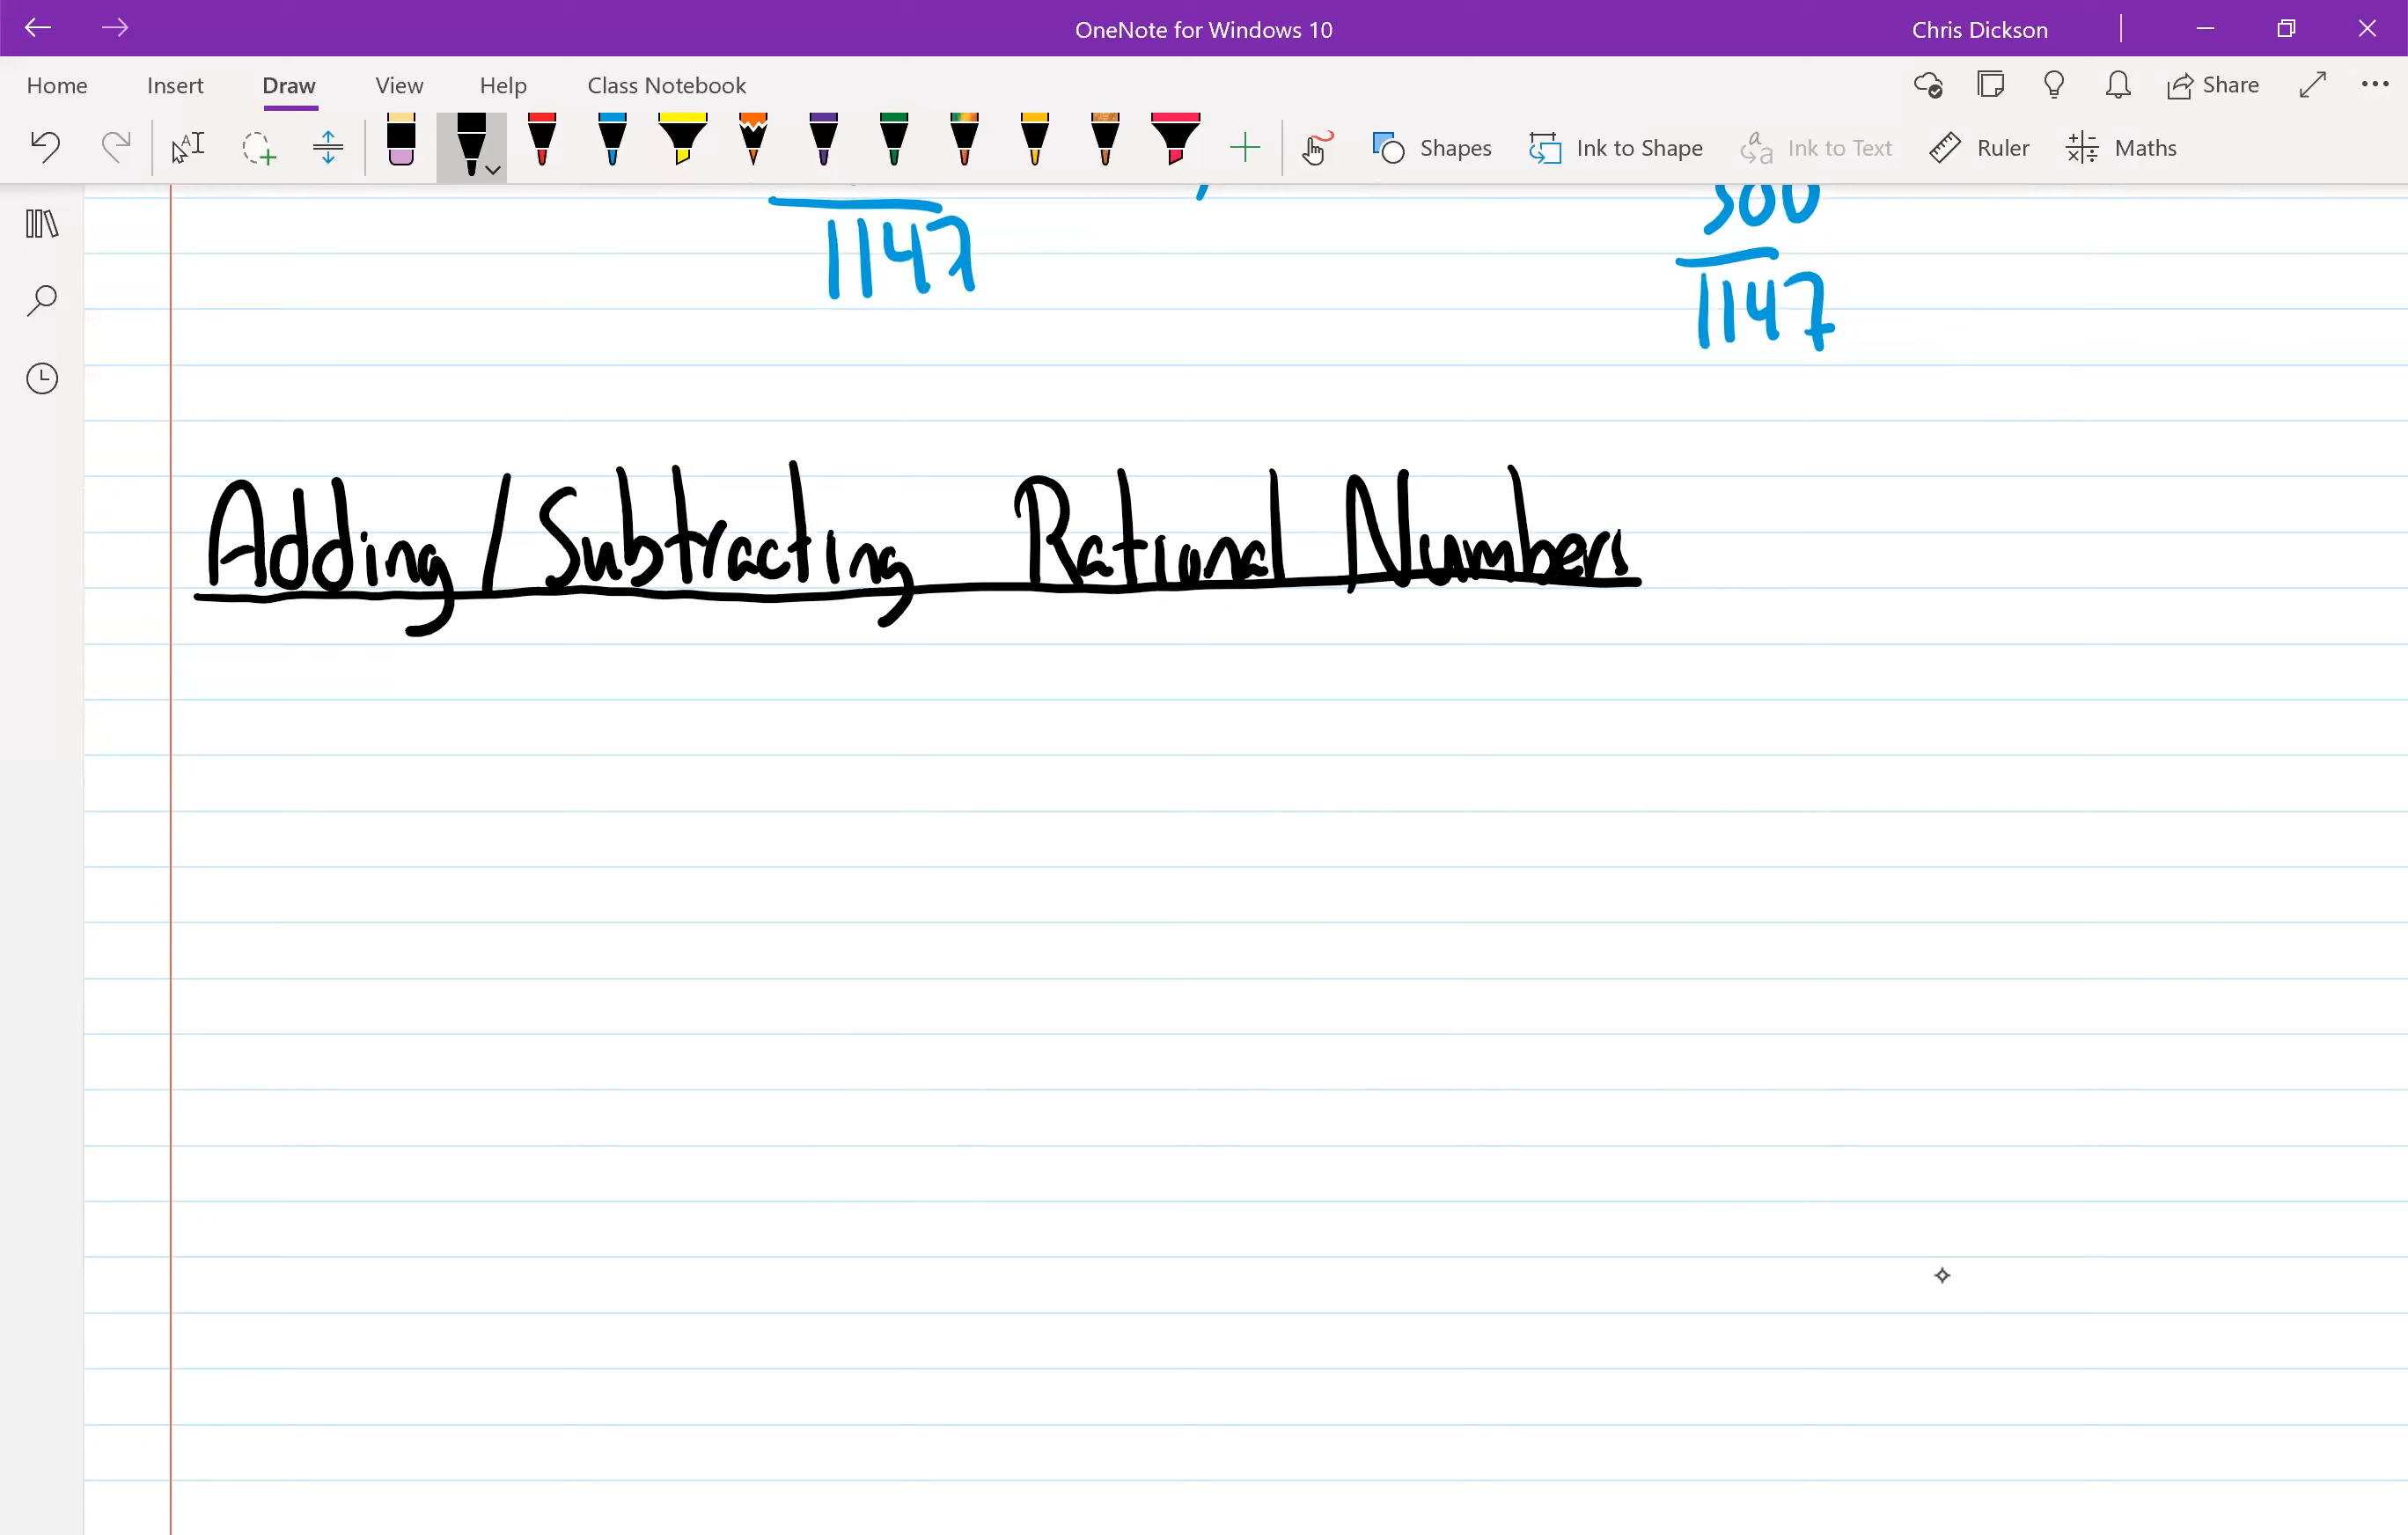 OneNote for Windows 10 Chris Dickson
Home Insert Draw View Help Class Notebook Share
Shapes Ink to Shape Ink to Text Ruler Maths
1147
1147
Adding / Subtracting Rational Numbers